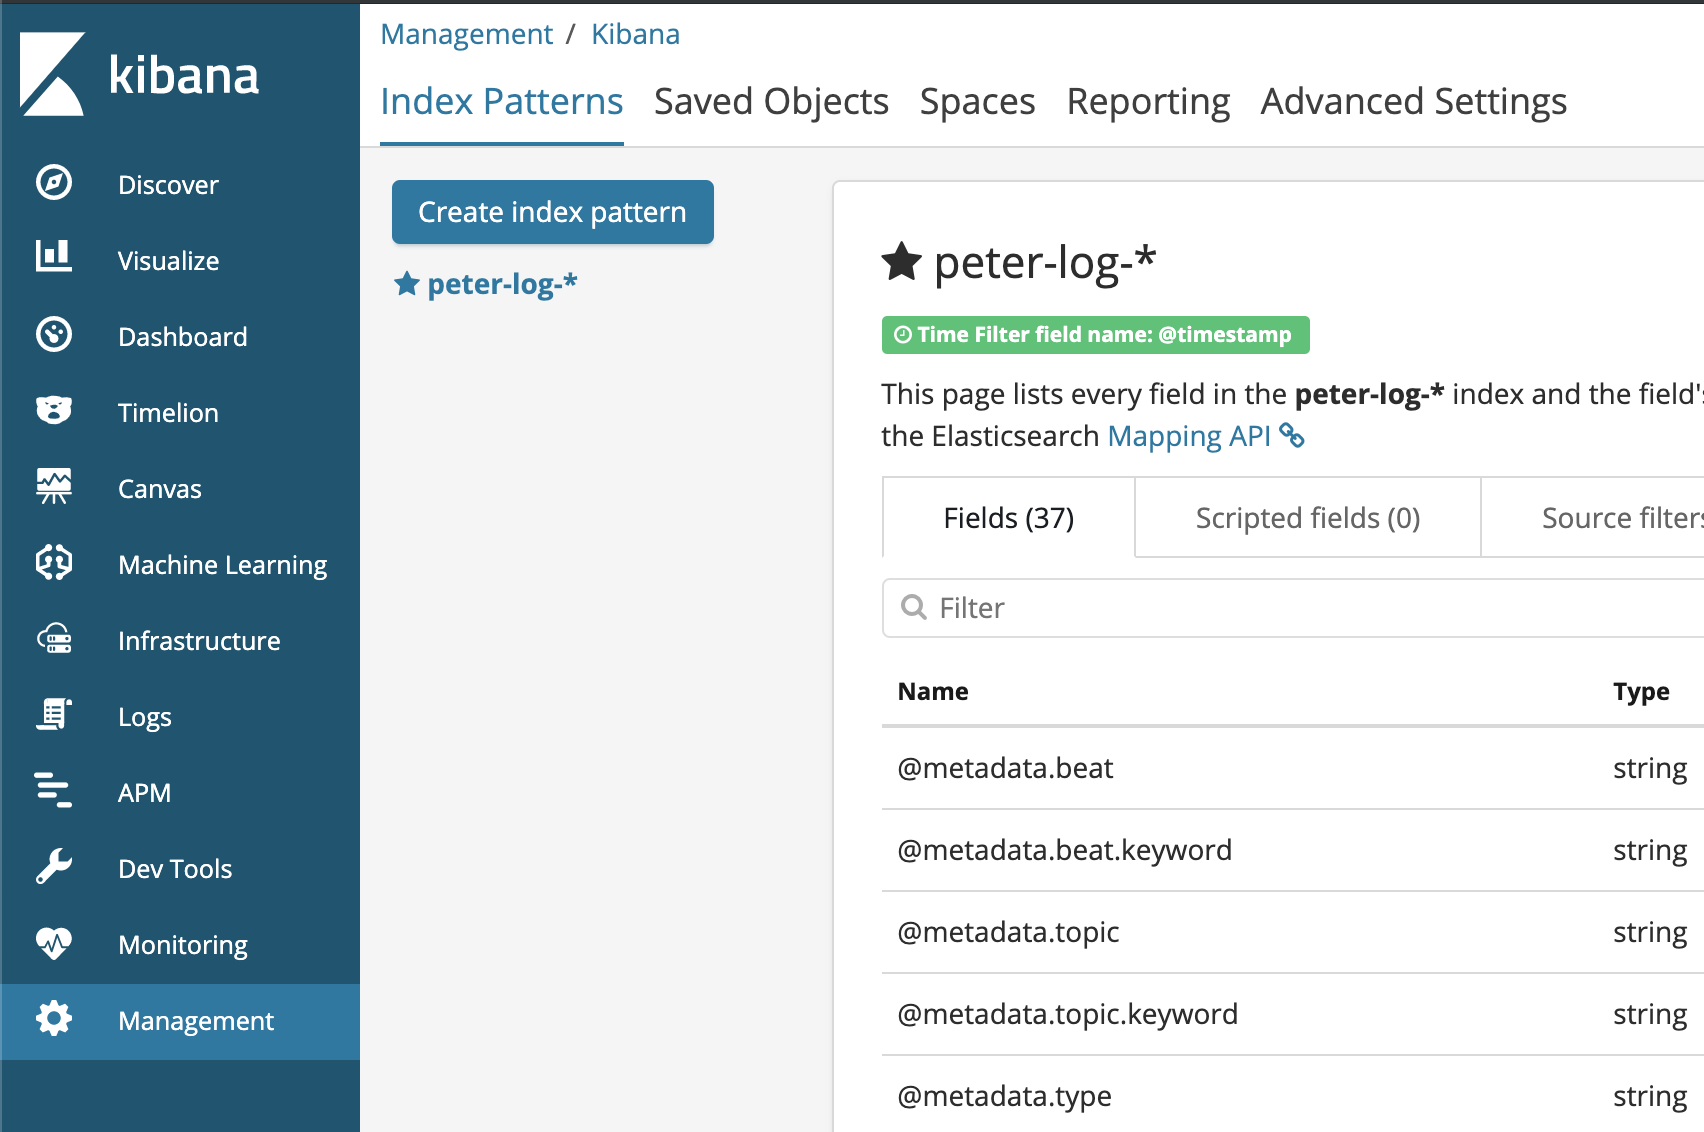 kibana
Discover
Visualize
Dashboard
Timelion
Canvas
Machine Learning
Infrastructure
Logs
APM
Dev Tools
Monitoring
Management
Management / Kibana
Index Patterns Saved Objects Spaces Reporting Advanced Settings
Create index pattern
peter-log-*
peter-log-*
Time Filter field name: @timestamp
This page lists every field in the peter-log-* index and the field's
the Elasticsearch Mapping API
Fields (37) Scripted fields (0) Source filters
Filter
Name Type
@metadata.beat string
@metadata.beat.keyword string
@metadata.topic string
@metadata.topic.keyword string
@metadata.type string